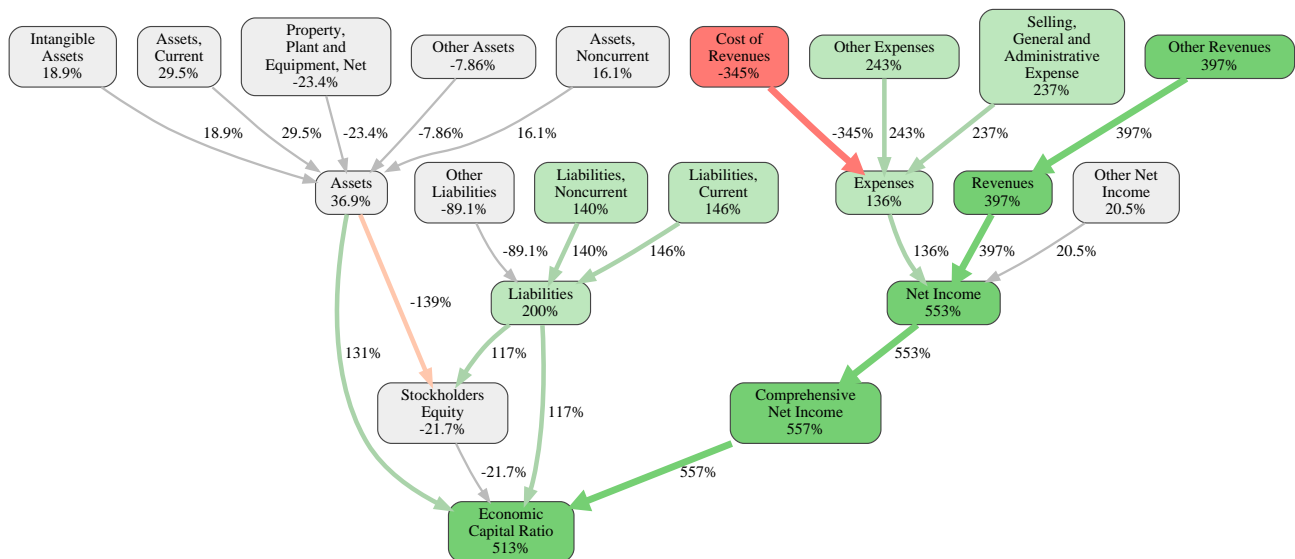 Intangible
Assets
18.9%
Assets,
Current
29.5%
Property,
Plant and
Equipment, Net
-23.4%
Other Assets
-7.86%
Assets,
Noncurrent
16.1%
Cost of
Revenues
-345%
Other Expenses
243%
Selling,
General and
Administrative
Expense
237%
Other Revenues
397%
18.9%
29.5%
-23.4%
-7.86%
16.1%
-345%
243%
237%
397%
Assets
36.9%
Other
Liabilities
-89.1%
Liabilities,
Noncurrent
140%
Liabilities,
Current
146%
Expenses
136%
Revenues
397%
Other Net
Income
20.5%
-89.1%
140%
146%
136%
397%
20.5%
Liabilities
200%
Net Income
553%
-139%
131%
117%
553%
Stockholders
Equity
-21.7%
Comprehensive
Net Income
557%
117%
-21.7%
557%
Economic
Capital Ratio
513%